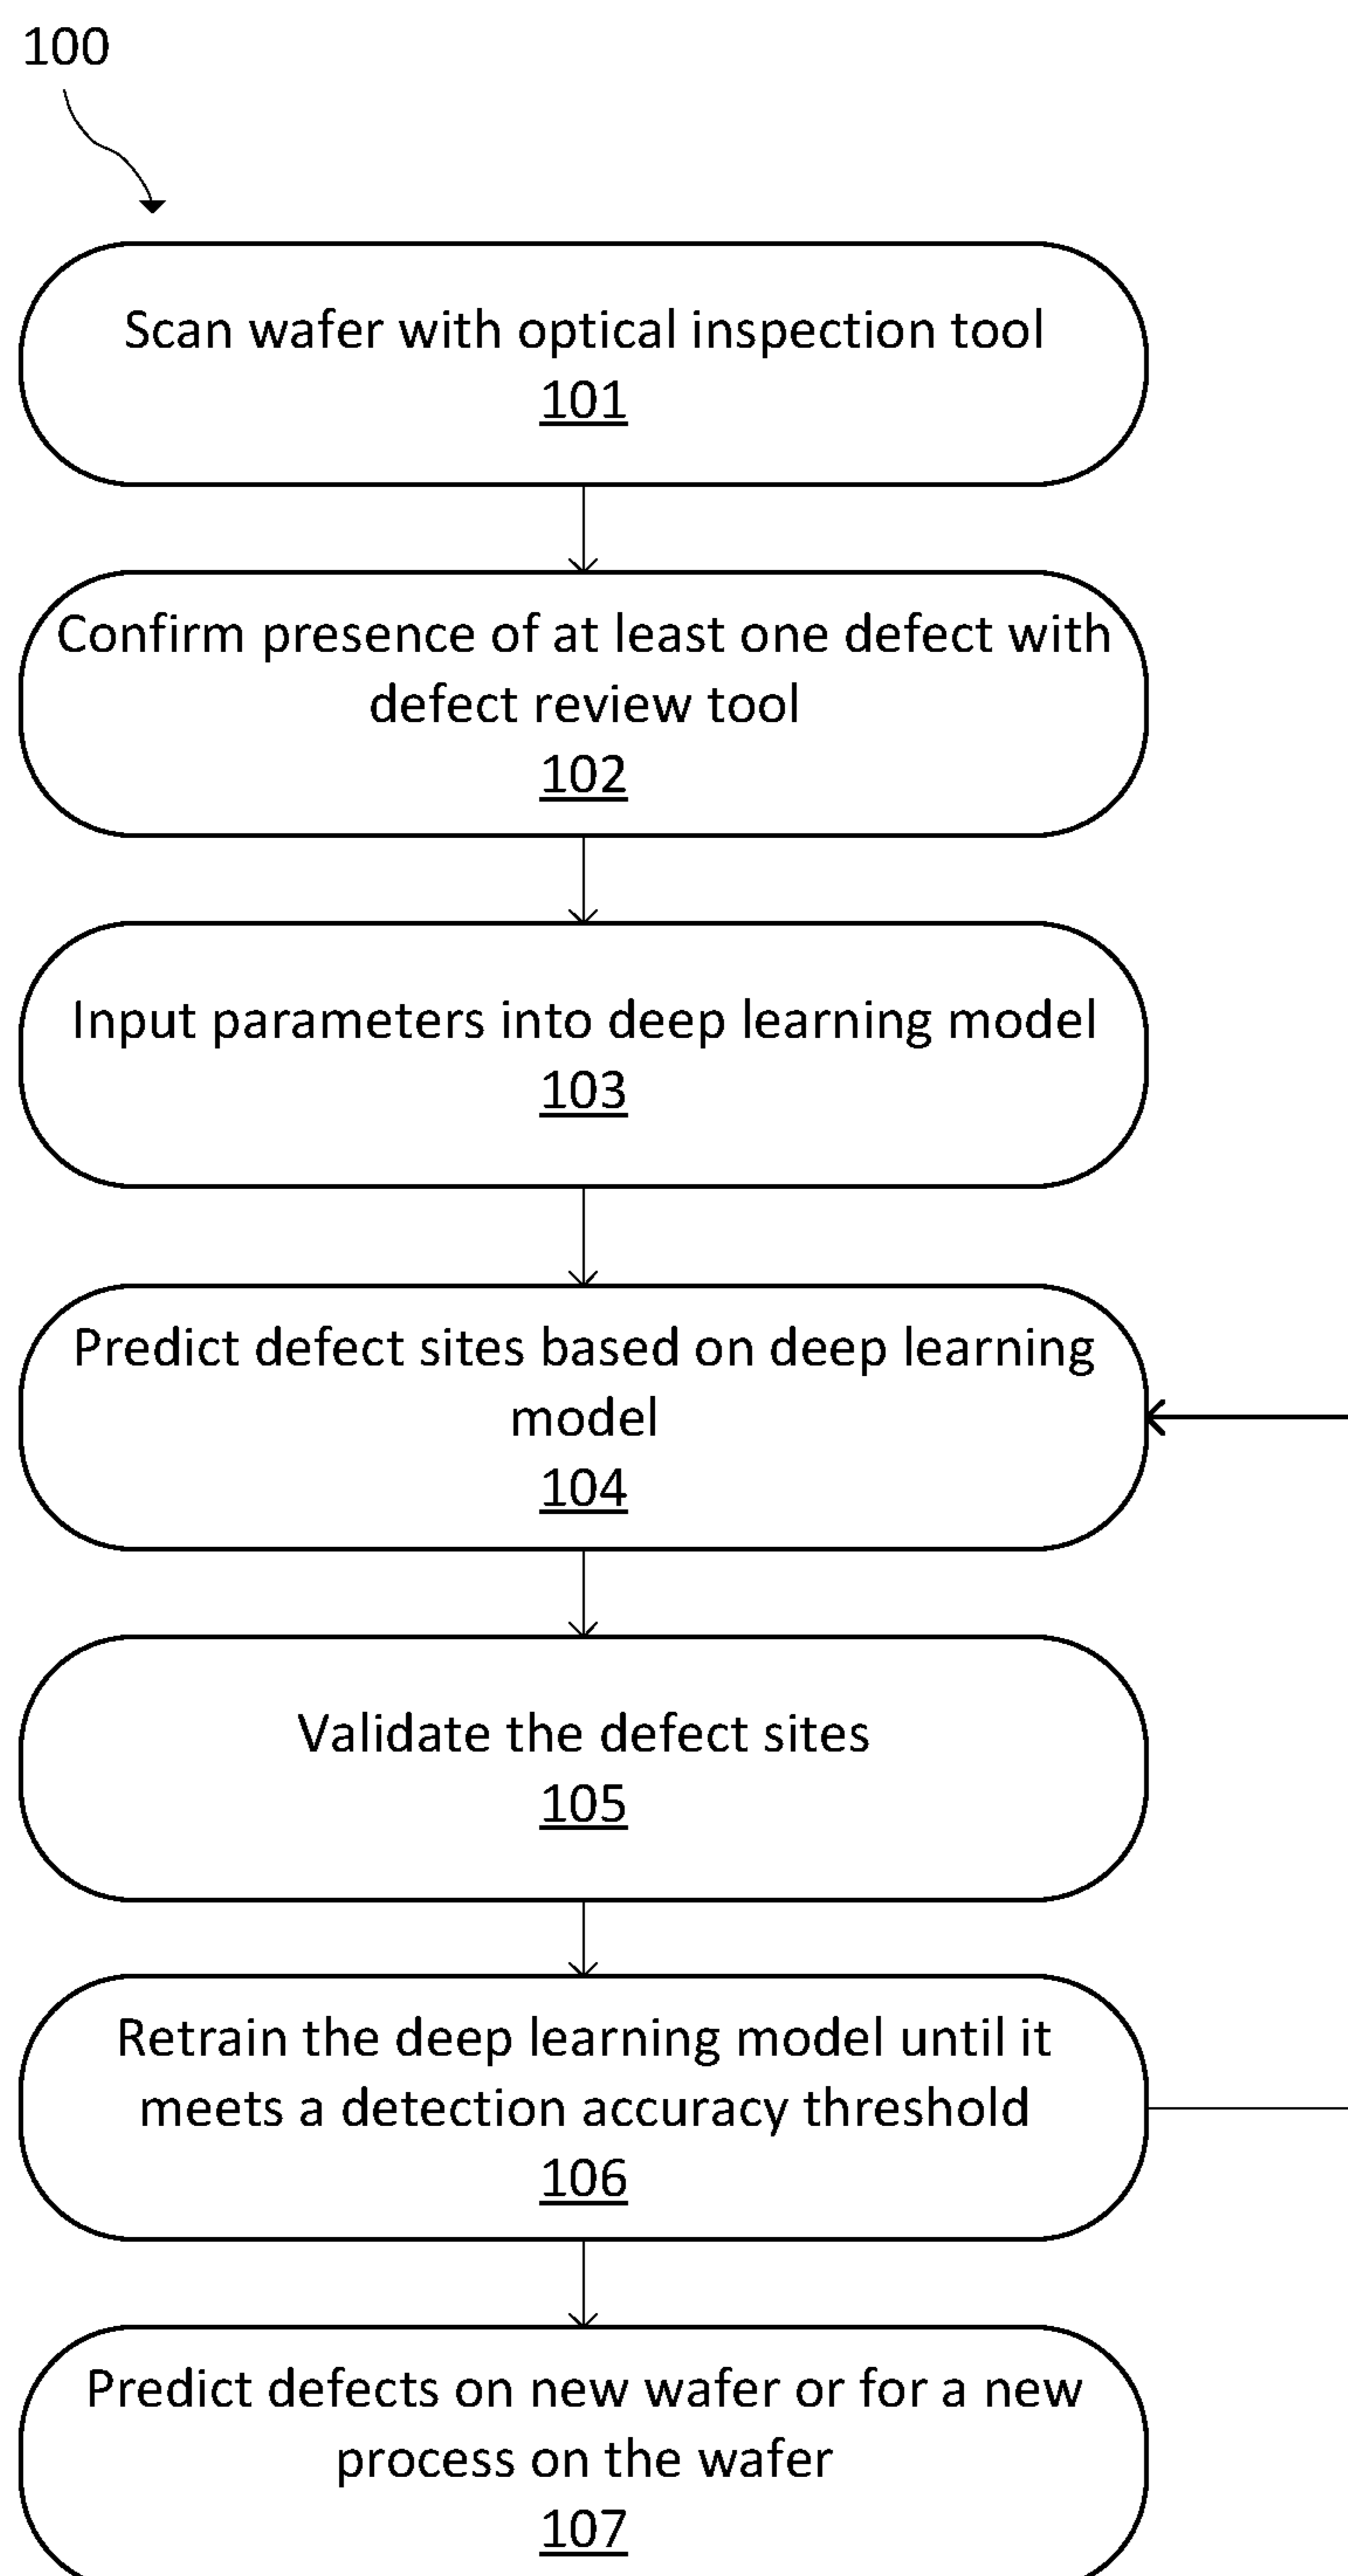 100
Scan wafer with optical inspection tool
101
Confirm presence of at least one defect with
defect review tool
102
Input parameters into deep learning model
103
Predict defect sites based on deep learning
model
104
Validate the defect sites
105
Retrain the deep learning model until it
meets a detection accuracy threshold
106
Predict defects on new wafer or for a new
process on the wafer
107